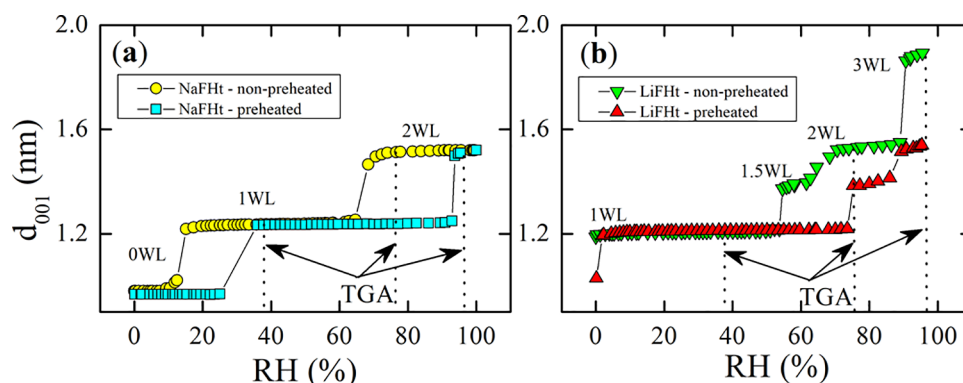 2.0
1.6
1.2
d001 (nm)
(a)
NaFHt - non-preheated
NaFHt - preheated
0WL
1WL
2WL
TGA
0 20 40 60 80 100
RH (%)
2.0
1.6
1.2
(b)
LiFHt - non-preheated
LiFHt - preheated
1WL
1.5WL
2WL
3WL
TGA
0 20 40 60 80 100
RH (%)